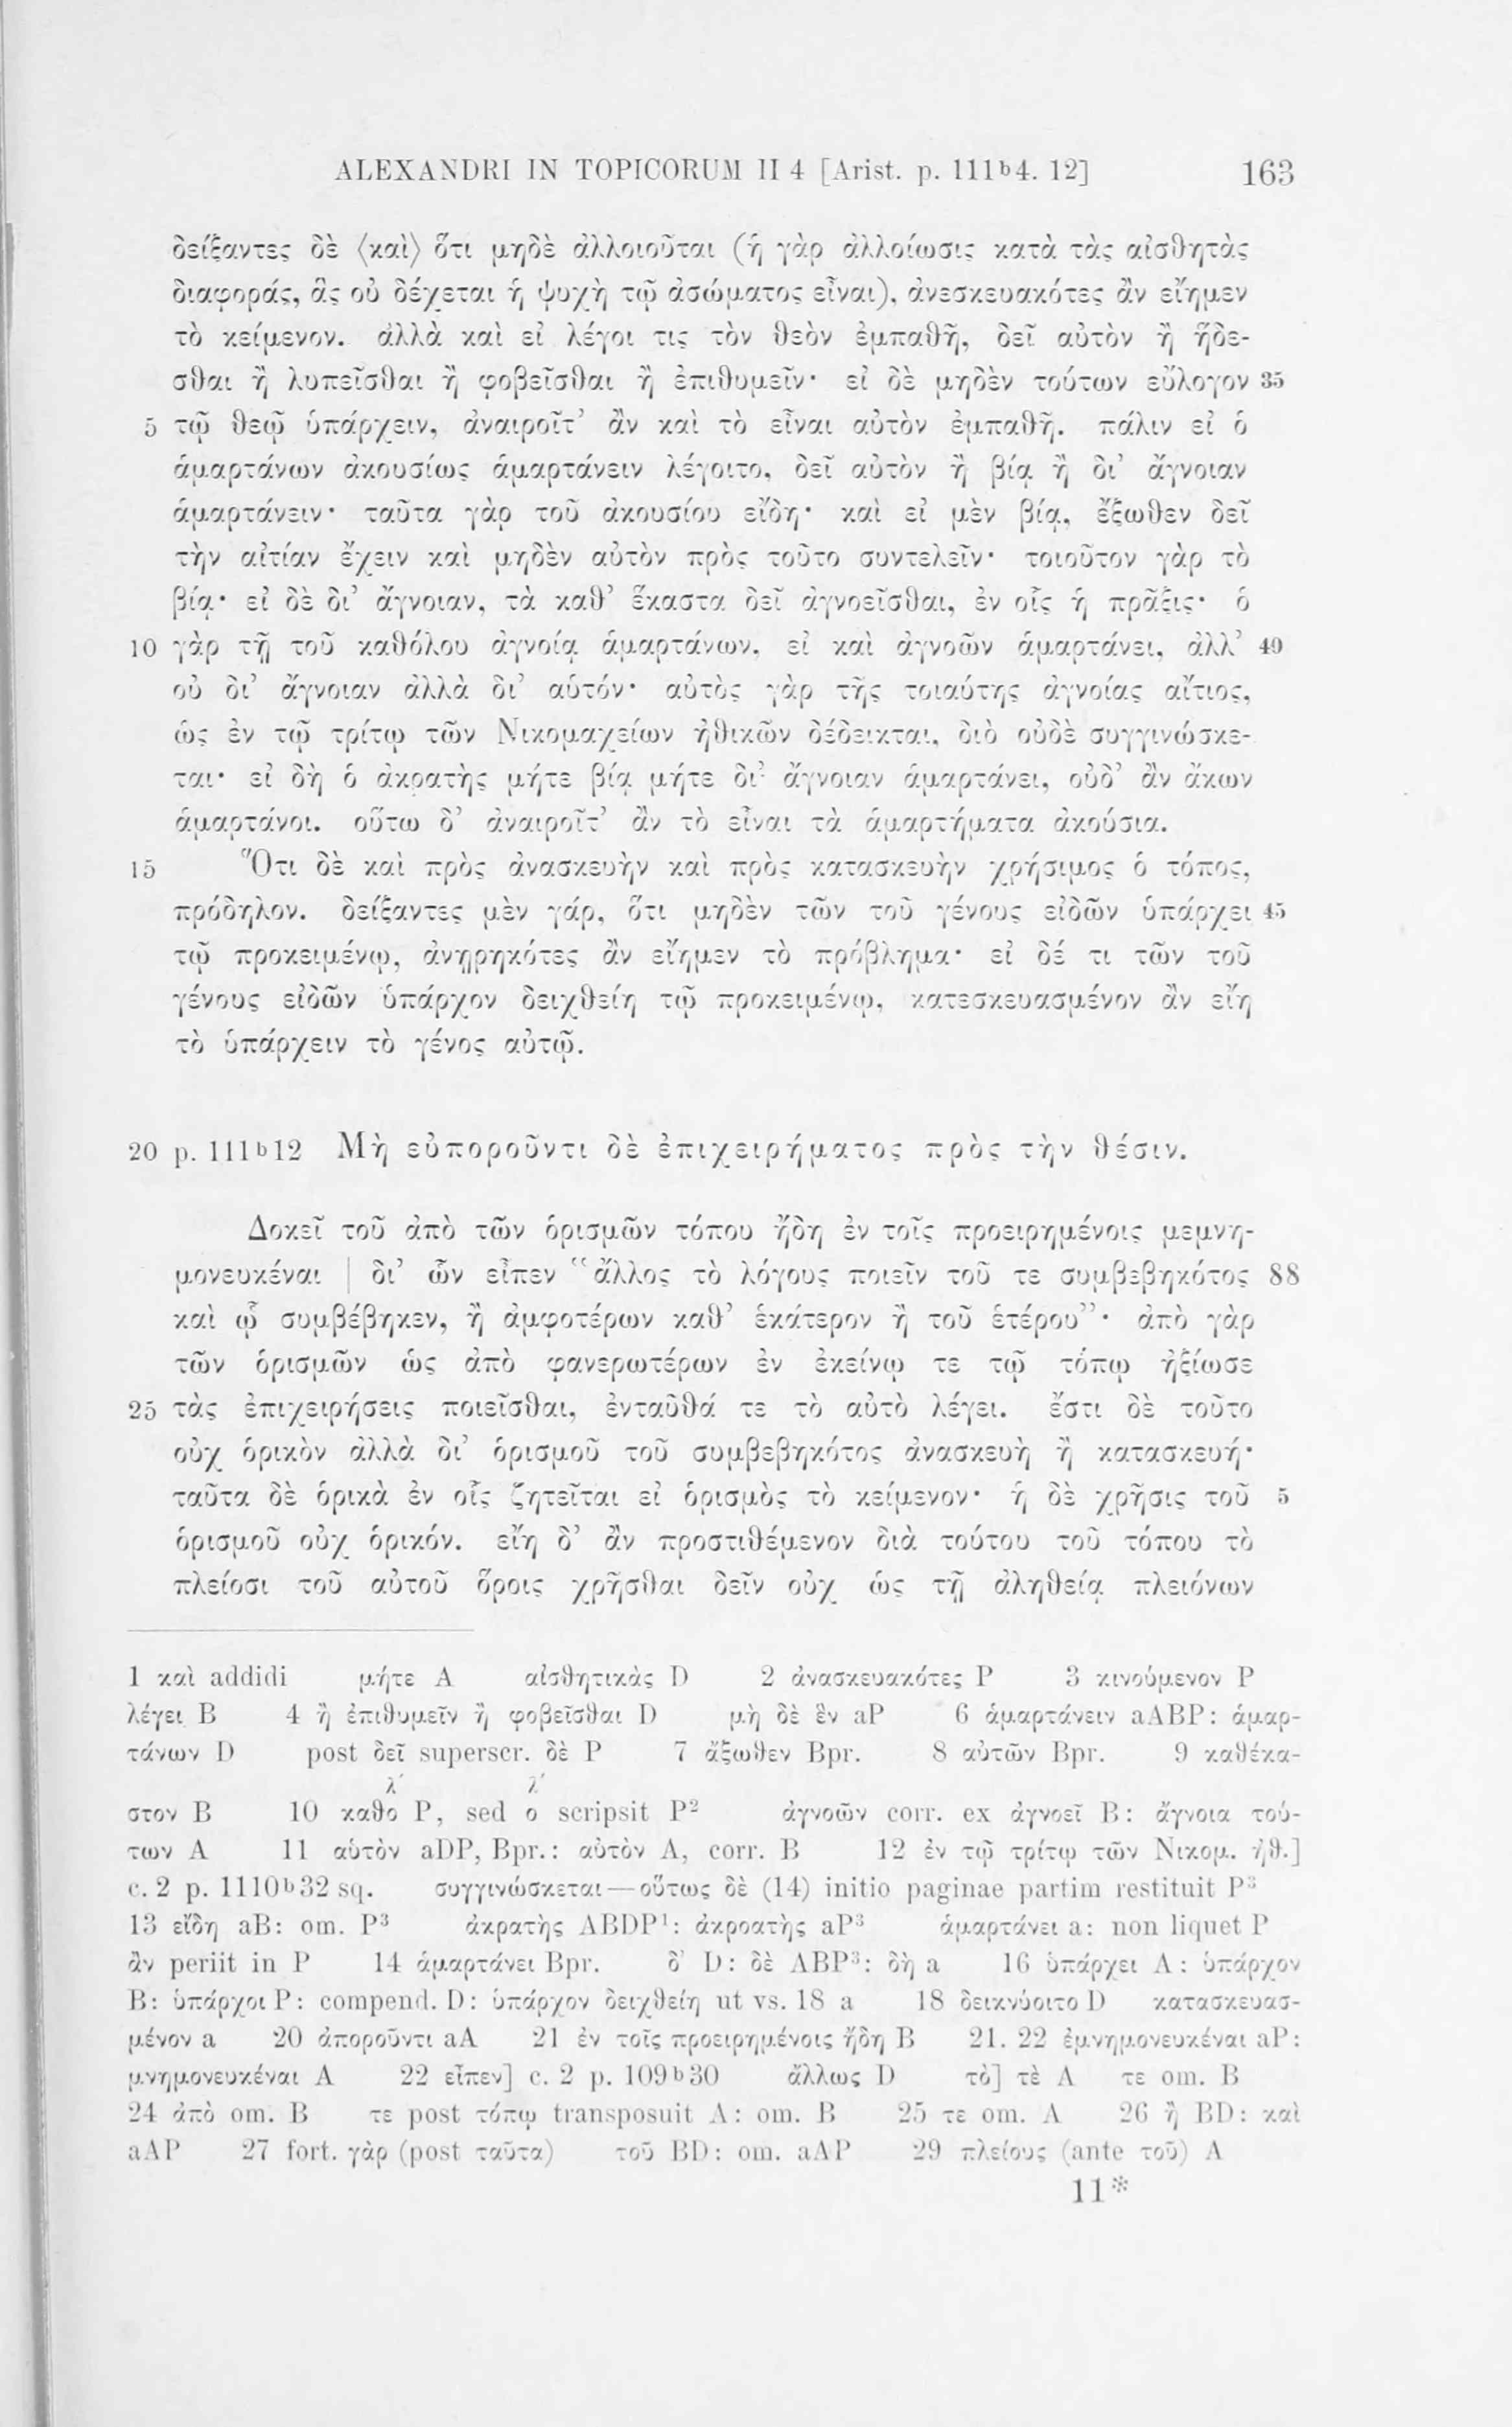 ALEXANDRI IN TOPICORUM II 4 [Arist. p. 111ᵇ4. 12] 163
δείξαντες δὲ ⟨καὶ⟩ ὅτι μηδὲ ἀλλοιοῦται (ἡ γὰρ ἀλλοίωσις κατὰ τὰς αἰσθητὰς
διαφοράς, ἃς οὐ δέχεται ἡ ψυχὴ τῷ ἀσώματος εἶναι), ἀνεσκευακότες ἂν εἴημεν
τὸ κείμενον. ἀλλὰ καὶ εἰ λέγοι τις τὸν θεὸν ἐμπαθῆ, δεῖ αὐτὸν ἢ ἥδε-
σθαι ἢ λυπεῖσθαι ἢ φοβεῖσθαι ἢ ἐπιθυμεῖν· εἰ δὲ μηδὲν τούτων εὔλογον 35
5 τῷ θεῷ ὑπάρχειν, ἀναιροῖτ’ ἂν καὶ τὸ εἶναι αὐτὸν ἐμπαθῆ. πάλιν εἰ ὁ
ἁμαρτάνων ἀκουσίως ἁμαρτάνειν λέγοιτο, δεῖ αὐτὸν ἢ βίᾳ ἢ δι’ ἄγνοιαν
ἁμαρτάνειν· ταῦτα γὰρ τοῦ ἀκουσίου εἴδη· καὶ εἰ μὲν βίᾳ, ἔξωθεν δεῖ
τὴν αἰτίαν ἔχειν καὶ μηδὲν αὐτὸν πρὸς τοῦτο συντελεῖν· τοιοῦτον γὰρ τὸ
βίᾳ· εἰ δὲ δι’ ἄγνοιαν, τὰ καθ’ ἕκαστα δεῖ ἀγνοεῖσθαι, ἐν οἷς ἡ πρᾶξις· ὁ
10 γὰρ τῇ τοῦ καθόλου ἀγνοίᾳ ἁμαρτάνων, εἰ καὶ ἀγνοῶν ἁμαρτάνει, ἀλλ’ 40
οὐ δι’ ἄγνοιαν ἀλλὰ δι’ αὑτόν· αὐτὸς γὰρ τῆς τοιαύτης ἀγνοίας αἴτιος,
ὡς ἐν τῷ τρίτῳ τῶν Νικομαχείων ἠθικῶν δέδεικται, διὸ οὐδὲ συγγινώσκε-
ται· εἰ δὴ ὁ ἀκρατὴς μήτε βίᾳ μήτε δι’ ἄγνοιαν ἁμαρτάνει, οὐδ’ ἂν ἄκων
ἁμαρτάνοι. οὕτω δ’ ἀναιροῖτ’ ἂν τὸ εἶναι τὰ ἁμαρτήματα ἀκούσια.
15 Ὅτι δὲ καὶ πρὸς ἀνασκευὴν καὶ πρὸς κατασκευὴν χρήσιμος ὁ τόπος,
πρόδηλον. δείξαντες μὲν γάρ, ὅτι μηδὲν τῶν τοῦ γένους εἰδῶν ὑπάρχει 45
τῷ προκειμένῳ, ἀνῃρηκότες ἂν εἴημεν τὸ πρόβλημα· εἰ δέ τι τῶν τοῦ
γένους εἰδῶν ὑπάρχον δειχθείη τῷ προκειμένῳ, κατεσκευασμένον ἂν εἴη
τὸ ὑπάρχειν τὸ γένος αὐτῷ.
20 p. 111ᵇ12 Μὴ εὐποροῦντι δὲ ἐπιχειρήματος πρὸς τὴν θέσιν.
Δοκεῖ τοῦ ἀπὸ τῶν ὁρισμῶν τόπου ἤδη ἐν τοῖς προειρημένοις μεμνη-
μονευκέναι | δι’ ὧν εἶπεν “ἄλλος τὸ λόγους ποιεῖν τοῦ τε συμβεβηκότος 88
καὶ ᾧ συμβέβηκεν, ἢ ἀμφοτέρων καθ’ ἑκάτερον ἢ τοῦ ἑτέρου”· ἀπὸ γὰρ
τῶν ὁρισμῶν ὡς ἀπὸ φανερωτέρων ἐν ἐκείνῳ τε τῷ τόπῳ ἠξίωσε
25 τὰς ἐπιχειρήσεις ποιεῖσθαι, ἐνταῦθά τε τὸ αὐτὸ λέγει. ἔστι δὲ τοῦτο
οὐχ ὁρικὸν ἀλλὰ δι’ ὁρισμοῦ τοῦ συμβεβηκότος ἀνασκευὴ ἢ κατασκευή·
ταῦτα δὲ ὁρικὰ ἐν οἷς ζητεῖται εἰ ὁρισμὸς τὸ κείμενον· ἡ δὲ χρῆσις τοῦ 5
ὁρισμοῦ οὐχ ὁρικόν. εἴη δ’ ἂν προστιθέμενον διὰ τούτου τοῦ τόπου τὸ
πλείοσι τοῦ αὐτοῦ ὅροις χρῆσθαι δεῖν οὐχ ὡς τῇ ἀληθείᾳ πλειόνων
1 καὶ addidi μήτε A αἰσθητικὰς D 2 ἀνασκευακότες P 3 κινούμενον P
λέγει B 4 ἢ ἐπιθυμεῖν ἢ φοβεῖσθαι D μὴ δὲ ἓν aP 6 ἁμαρτάνειν aABP: ἁμαρ-
τάνων D post δεῖ superscr. δὲ P 7 ἄξωθεν Bpr. 8 αὐτῶν Bpr. 9 καθέκα-
στον B 10 καθολ́ P, sed ολ́ scripsit P² ἀγνοῶν corr. ex ἀγνοεῖ B: ἄγνοια τού-
των A 11 αὑτὸν aDP, Bpr.: αὐτὸν A, corr. B 12 ἐν τῷ τρίτῳ τῶν Νικομ. ἠθ.]
c. 2 p. 1110ᵇ32 sq. συγγινώσκεται — οὕτως δὲ (14) initio paginae partim restituit P³
13 εἴδη aB: om. P³ ἀκρατὴς ABDP¹: ἀκροατὴς aP³ ἁμαρτάνει a: non liquet P
ἂν periit in P 14 ἁμαρτάνει Bpr. δ’ D: δὲ ABP³: δὴ a 16 ὑπάρχει A: ὑπάρχον
B: ὑπάρχοι P: compend. D: ὑπάρχον δειχθείη ut vs. 18 a 18 δεικνύοιτο D κατασκευασ-
μένον a 20 ἀποροῦντι aA 21 ἐν τοῖς προειρημένοις ἤδη B 21. 22 ἐμνημονευκέναι aP:
μνημονευκέναι A 22 εἶπεν] c. 2 p. 109ᵇ30 ἄλλως D τὸ] τὲ A τε om. B
24 ἀπὸ om. B τε post τόπῳ transposuit A: om. B 25 τε om. A 26 ἢ BD: καὶ
aAP 27 fort. γὰρ (post ταῦτα) τοῦ BD: om. aAP 29 πλείους (ante τοῦ) A
11*